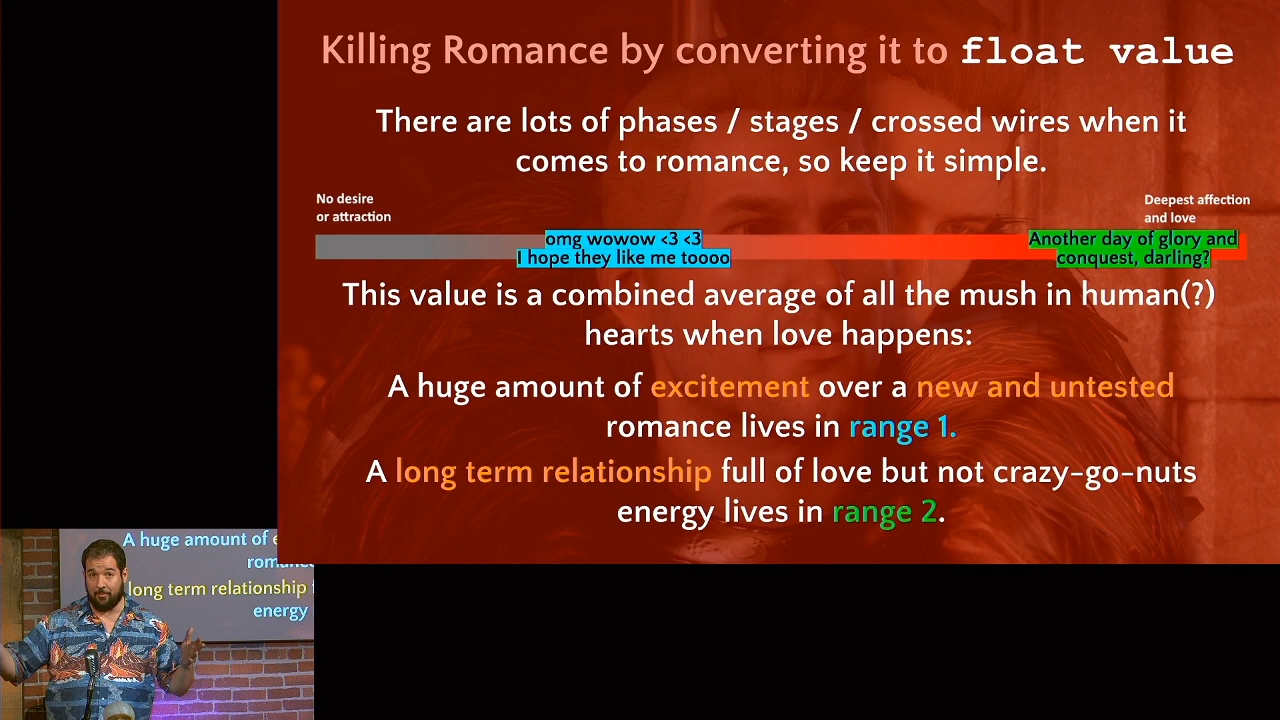 Killing Romance by converting it to float value
There are lots of phases / stages / crossed wires when it
comes to romance, so keep it simple.
No desire
or attraction
Deepest affection
and love
omg wowow <3 <3
I hope they like me toooo
Another day of glory and
conquest, darling?
This value is a combined average of all the mush in human(?)
hearts when love happens:
A huge amount of excitement over a new and untested
romance lives in range 1.
A long term relationship full of love but not crazy-go-nuts
energy lives in range 2.
A huge amount of e
romance
long term relationship f
energy